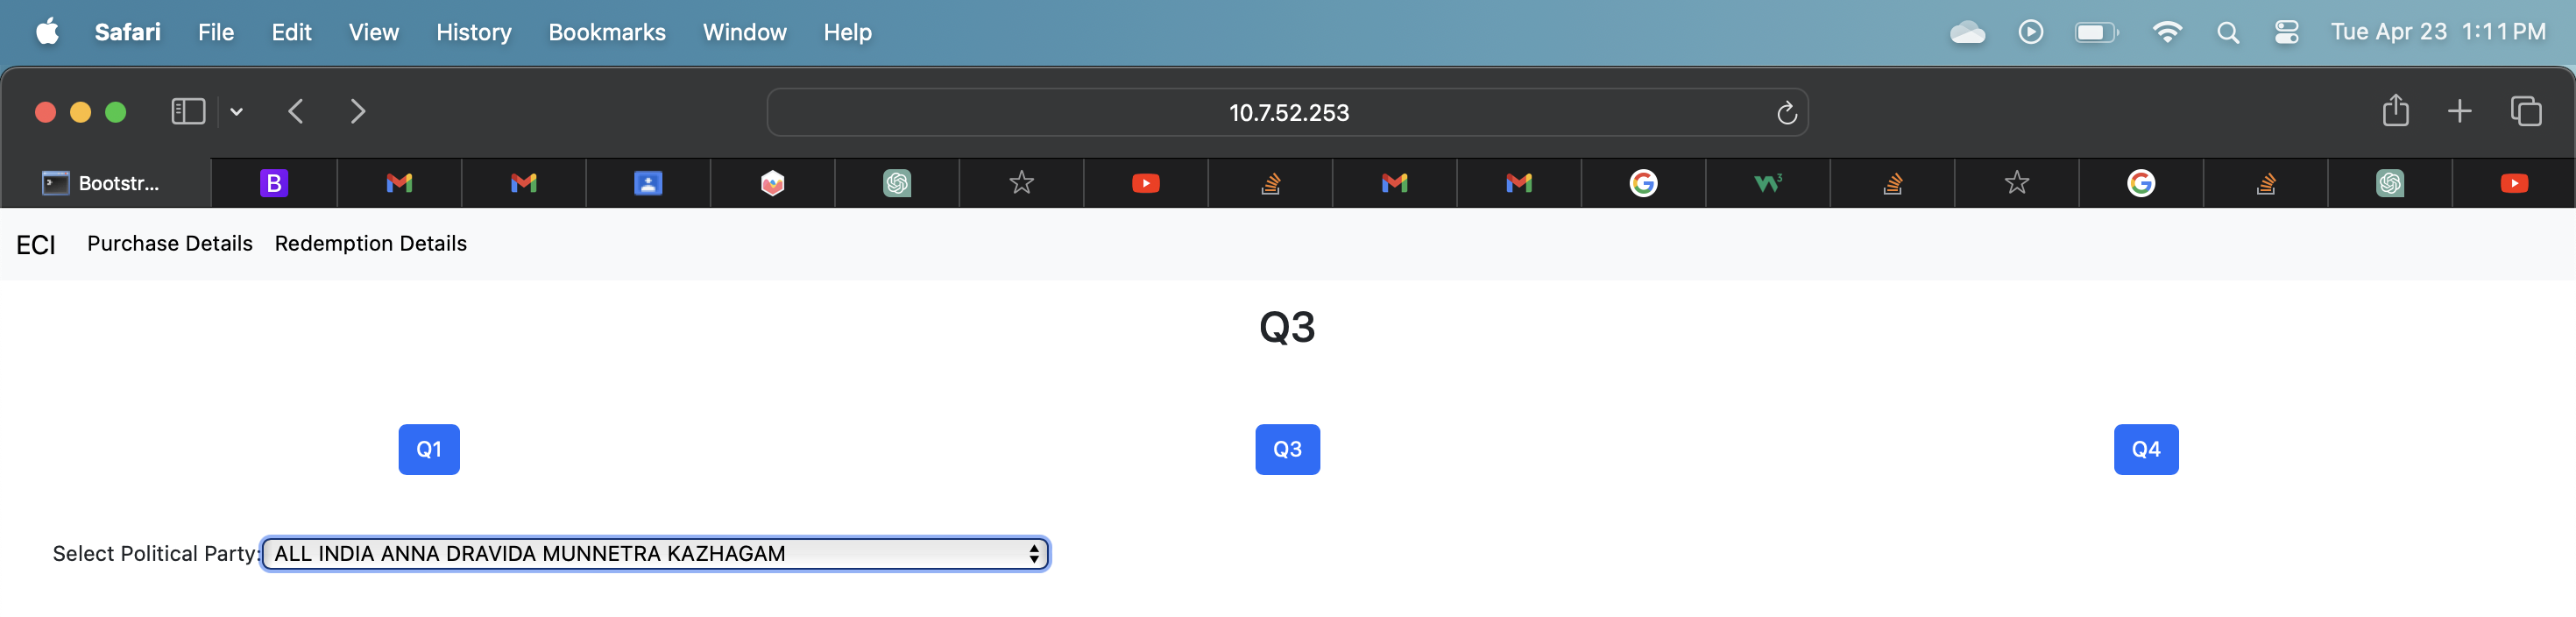 Safari File Edit View History Bookmarks Window Help Tue Apr 23 1:11 PM
10.7.52.253
Bootstr...
ECI Purchase Details Redemption Details
Q3
Q1 Q3 Q4
Select Political Party: ALL INDIA ANNA DRAVIDA MUNNETRA KAZHAGAM